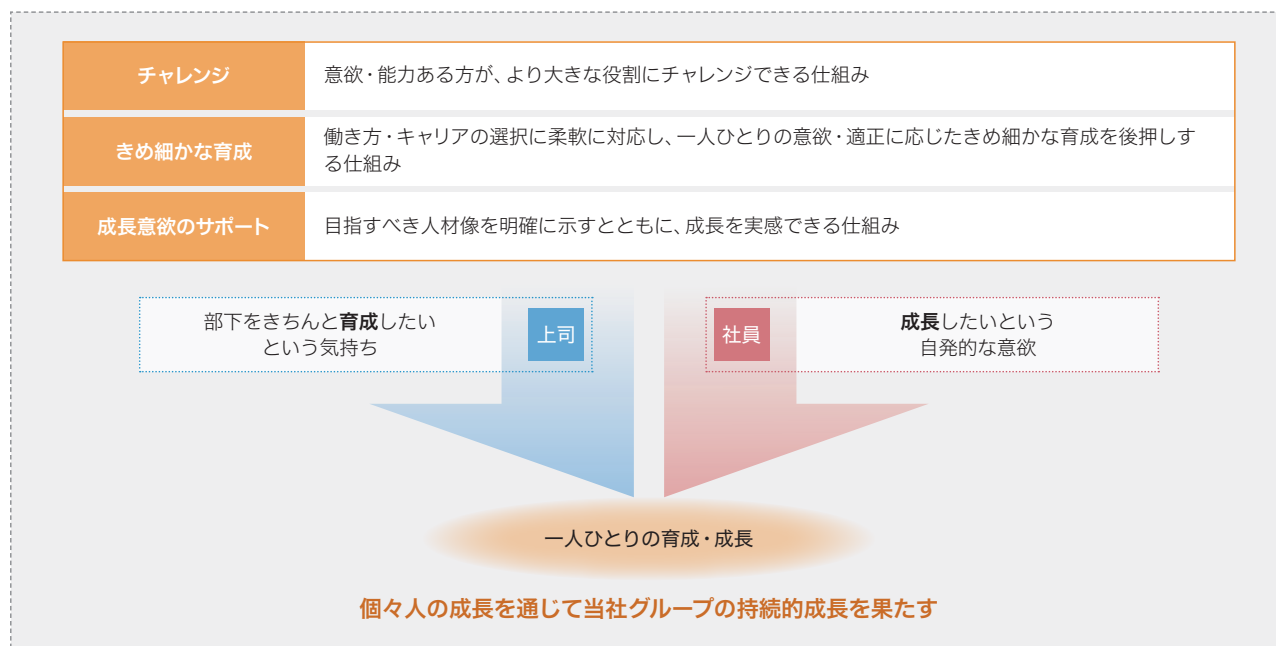 チャレンジ
意欲・能力ある方が、より大きな役割にチャレンジできる仕組み
きめ細かな育成
働き方・キャリアの選択に柔軟に対応し、一人ひとりの意欲・適正に応じたきめ細かな育成を後押しす
る仕組み
成長意欲のサポート
目指すべき人材像を明確に示すとともに、成長を実感できる仕組み
部下をきちんと育成したい
という気持ち
上司
社員
成長したいという
自発的な意欲
一人ひとりの育成・成長
個々人の成長を通じて当社グループの持続的成長を果たす